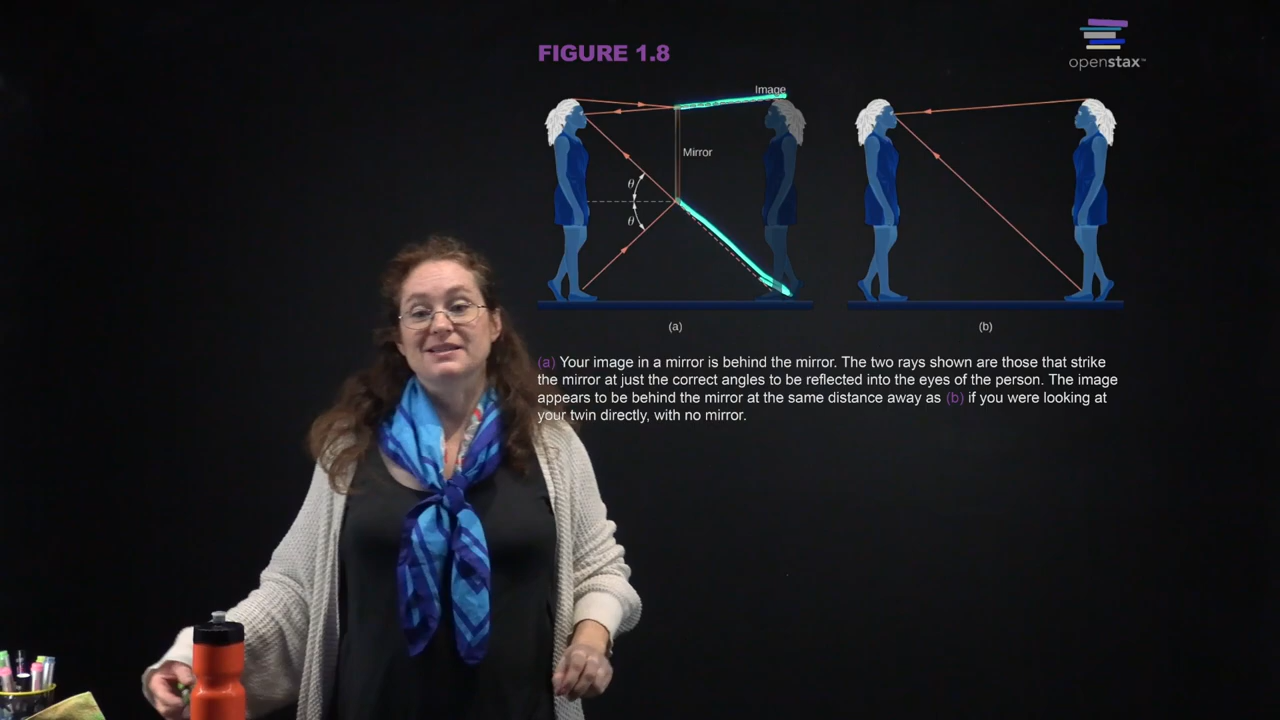 FIGURE 1.8
openstax™
Image
Mirror
θ
θ
(a)
(b)
(a) Your image in a mirror is behind the mirror. The two rays shown are those that strike
the mirror at just the correct angles to be reflected into the eyes of the person. The image
appears to be behind the mirror at the same distance away as (b) if you were looking at
your twin directly, with no mirror.